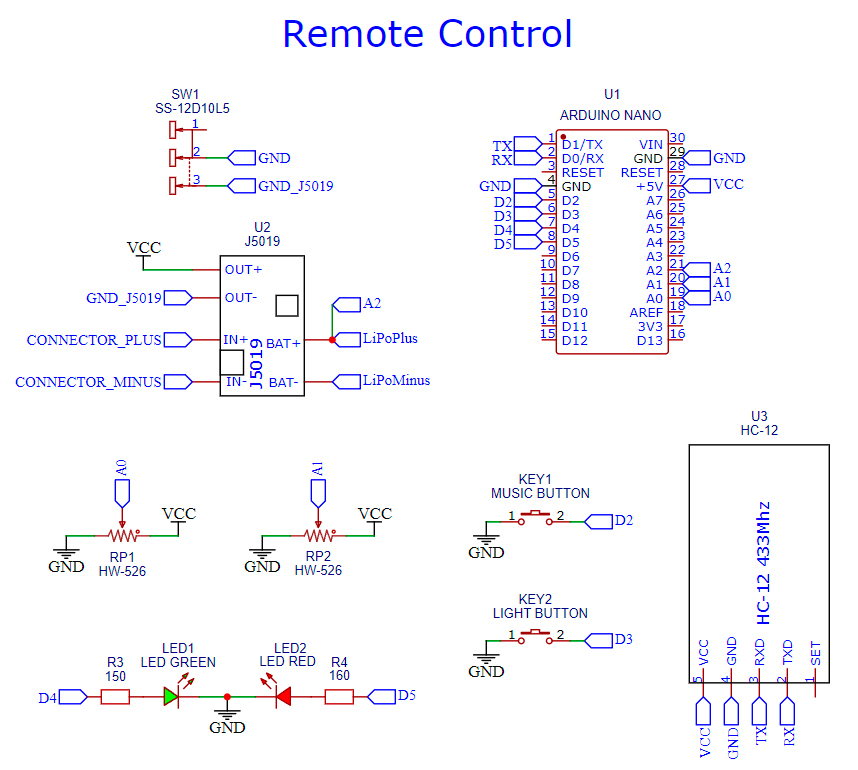 Remote Control
SW1
SS-12D10L5
1
2
GND
3
GND_J5019
U2
J5019
VCC
OUT+
GND_J5019
OUT-
A2
CONNECTOR_PLUS
IN+
BAT+
LiPoPlus
J5019
CONNECTOR_MINUS
IN-
BAT-
LiPoMinus
U1
ARDUINO NANO
TX 1 D1/TX VIN 30
RX 2 D0/RX GND 29 GND
3 RESET RESET 28
GND 4 GND +5V 27 VCC
D2 5 D2 A7 26
D3 6 D3 A6 25
D4 7 D4 A5 24
D5 8 D5 A4 23
9 D6 A3 22
10 D7 A2 21 A2
11 D8 A1 20 A1
12 D9 A0 19 A0
13 D10 AREF 18
14 D11 3V3 17
15 D12 D13 16
A0
VCC
GND
RP1
HW-526
A1
VCC
GND
RP2
HW-526
KEY1
MUSIC BUTTON
1 2 D2
GND
KEY2
LIGHT BUTTON
1 2 D3
GND
U3
HC-12
HC-12 433Mhz
VCC GND RXD TXD SET
5 4 3 2 1
VCC GND TX RX
R3
150
LED1
LED GREEN
LED2
LED RED
R4
160
D4
D5
GND